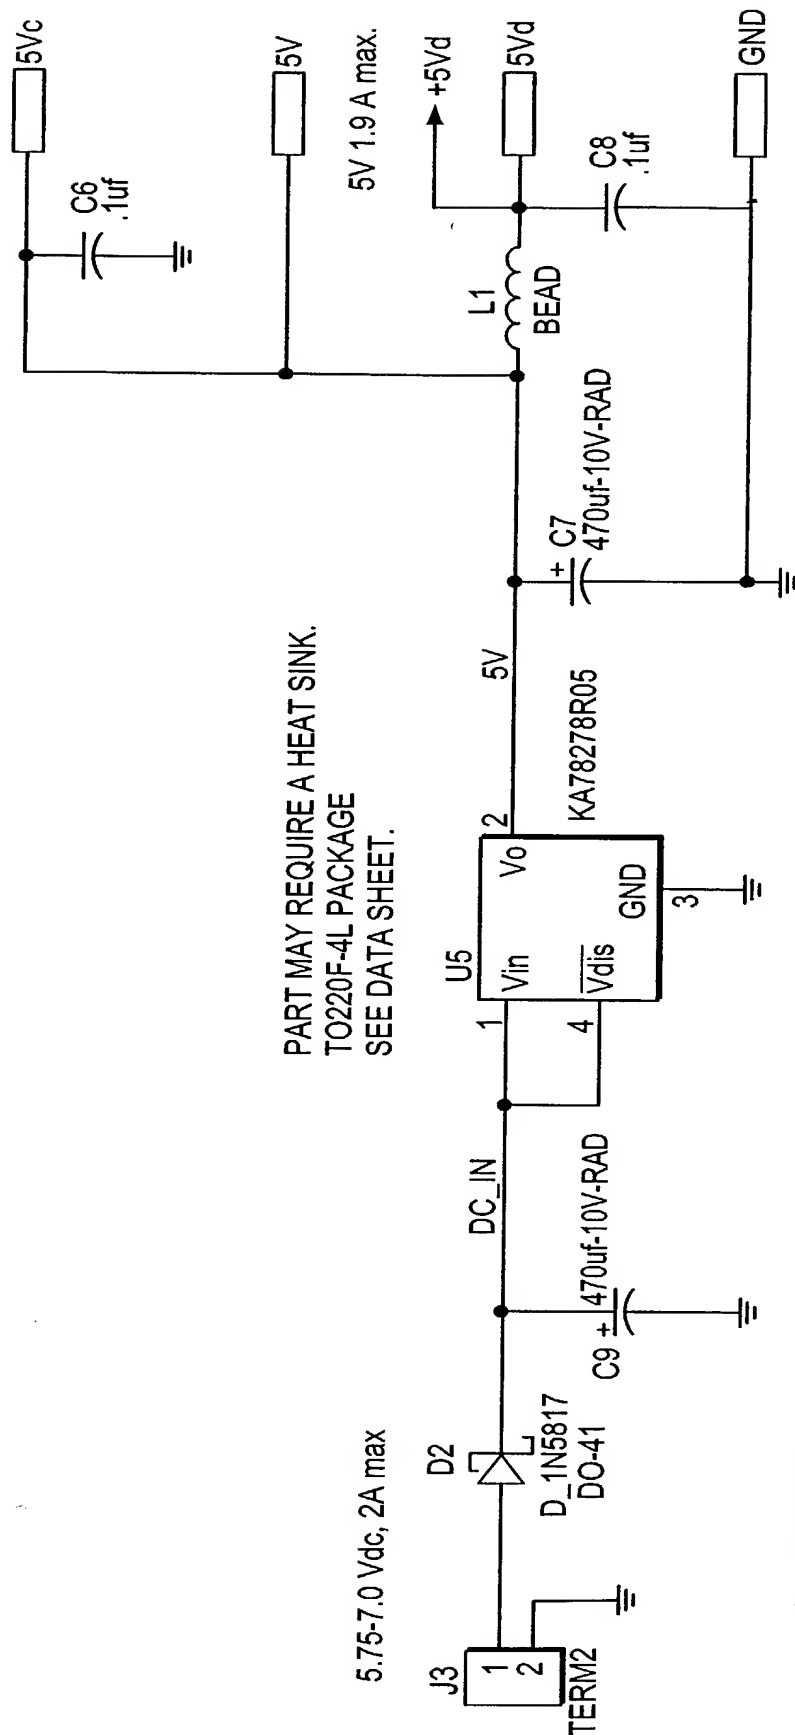 5.75-7.0 Vdc, 2A max
J3
1
2
TERM2
D2
D_1N5817
DO-41
C9
+
470uf-10V-RAD
DC_IN
PART MAY REQUIRE A HEAT SINK.
TO220F-4L PACKAGE
SEE DATA SHEET.
U5
1
4
Vin
Vdis
Vo
GND
2
3
KA78278R05
5V
+
C7
470uf-10V-RAD
L1
BEAD
C6
.1uf
5Vc
5V
5V 1.9 A max.
+5Vd
5Vd
C8
.1uf
GND